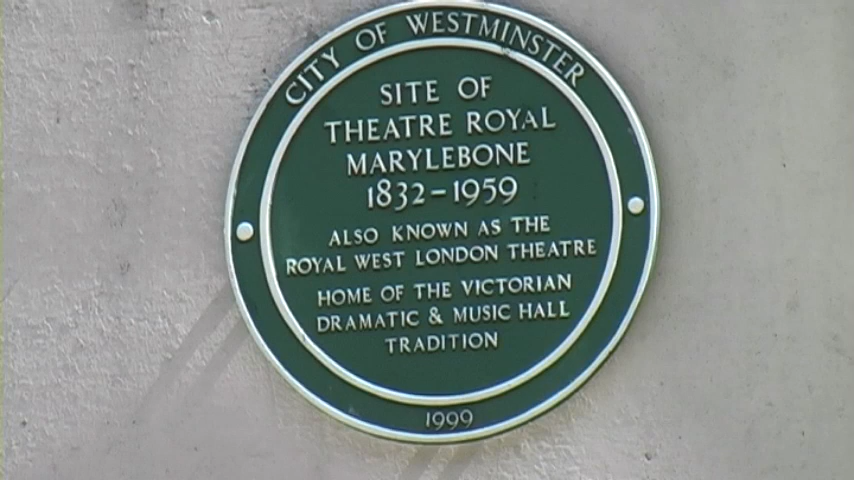 CITY OF WESTMINSTER
SITE OF
THEATRE ROYAL
MARYLEBONE
1832-1959
ALSO KNOWN AS THE
ROYAL WEST LONDON THEATRE
HOME OF THE VICTORIAN
DRAMATIC & MUSIC HALL
TRADITION
1999